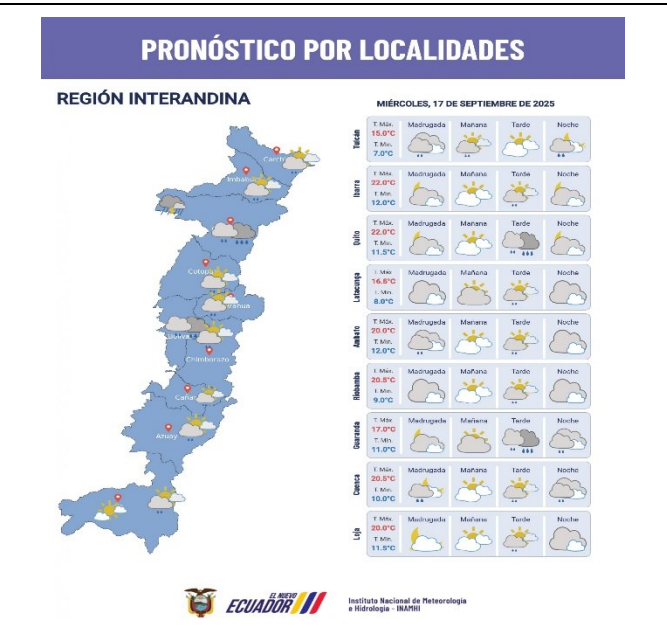 PRONÓSTICO POR LOCALIDADES
REGIÓN INTERANDINA
MIÉRCOLES, 17 DE SEPTIEMBRE DE 2025
Carchi
Imbabura
Cotopaxi
Bolívar
Chimborazo
Cañar
Azuay
Tulcán
T. Máx. Madrugada Mañana Tarde Noche
15.0°C
T. Mín.
7.0°C
Ibarra
T. Máx. Madrugada Mañana Tarde Noche
22.0°C
T. Mín.
12.0°C
Quito
T. Máx. Madrugada Mañana Tarde Noche
22.0°C
T. Mín.
11.5°C
Latacunga
T. Máx. Madrugada Mañana Tarde Noche
16.5°C
T. Mín.
8.0°C
Ambato
T. Máx. Madrugada Mañana Tarde Noche
20.0°C
T. Mín.
12.0°C
Riobamba
T. Máx. Madrugada Mañana Tarde Noche
20.5°C
T. Mín.
9.0°C
Guaranda
T. Máx. Madrugada Mañana Tarde Noche
17.0°C
T. Mín.
11.0°C
Cuenca
T. Máx. Madrugada Mañana Tarde Noche
20.5°C
T. Mín.
10.0°C
Loja
T. Máx. Madrugada Mañana Tarde Noche
20.0°C
T. Mín.
11.5°C
EL NUEVO
ECUADOR
Instituto Nacional de Meteorología
e Hidrología - INAMHI